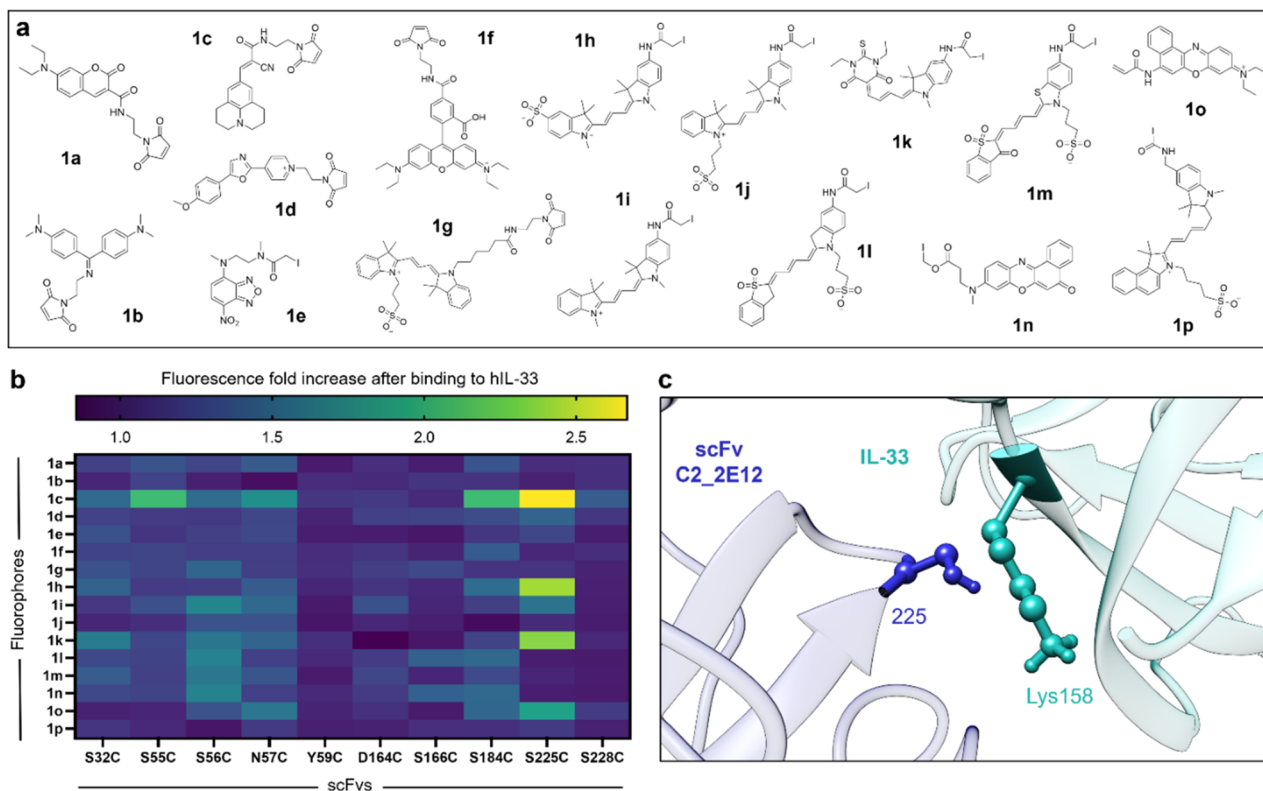 a
1c
1f
1h
1j
1k
1o
1a
1d
1i
1m
1g
1l
1b
1e
1n
1p
b
Fluorescence fold increase after binding to hIL-33
1.0 1.5 2.0 2.5
Fluorophores
1a
1b
1c
1d
1e
1f
1g
1h
1i
1j
1k
1l
1m
1n
1o
1p
S32C S55C S56C N57C Y59C D164C S166C S184C S225C S228C
scFvs
c
scFv
C2_2E12
IL-33
225
Lys158